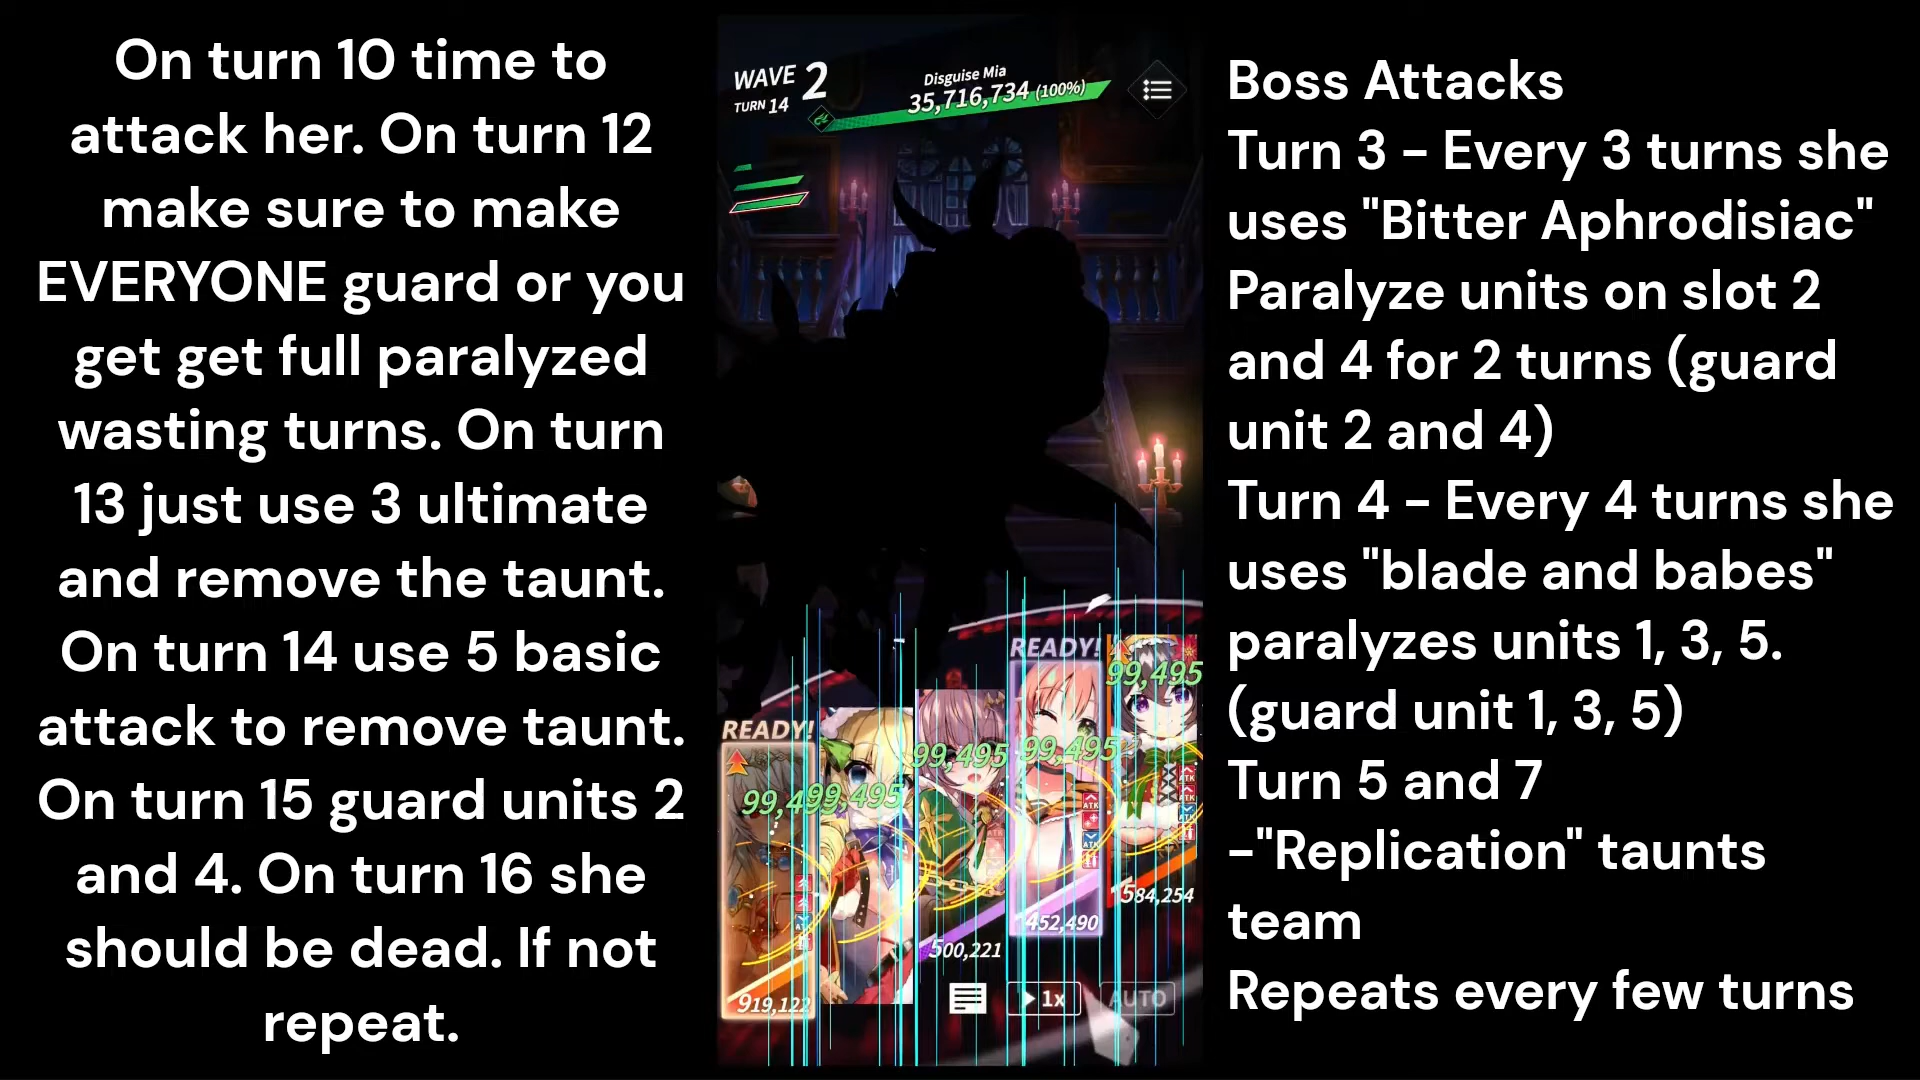 On turn 10 time to
attack her. On turn 12
make sure to make
EVERYONE guard or you
get get full paralyzed
wasting turns. On turn
13 just use 3 ultimate
and remove the taunt.
On turn 14 use 5 basic
attack to remove taunt.
On turn 15 guard units 2
and 4. On turn 16 she
should be dead. If not
repeat.
WAVE 2
TURN 14
Disguise Mia
35,716,734 (100%)
READY!
READY!
99,495
99,495
99,495
99,495
ATK
ATK
ATK
ATK
584,254
452,490
500,221
919,122
1x
AUTO
Boss Attacks
Turn 3 - Every 3 turns she
uses "Bitter Aphrodisiac"
Paralyze units on slot 2
and 4 for 2 turns (guard
unit 2 and 4)
Turn 4 - Every 4 turns she
uses "blade and babes"
paralyzes units 1, 3, 5.
(guard unit 1, 3, 5)
Turn 5 and 7
-"Replication" taunts
team
Repeats every few turns